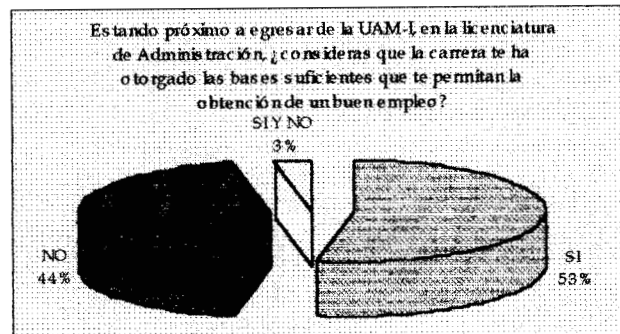 Estando próximo a egresar de la UAM-I, en la licenciatura
de Administración, ¿consideras que la carrera te ha
otorgado las bases suficientes que te permitan la
obtención de un buen empleo?
SI Y NO
3%
NO
44%
SI
53%